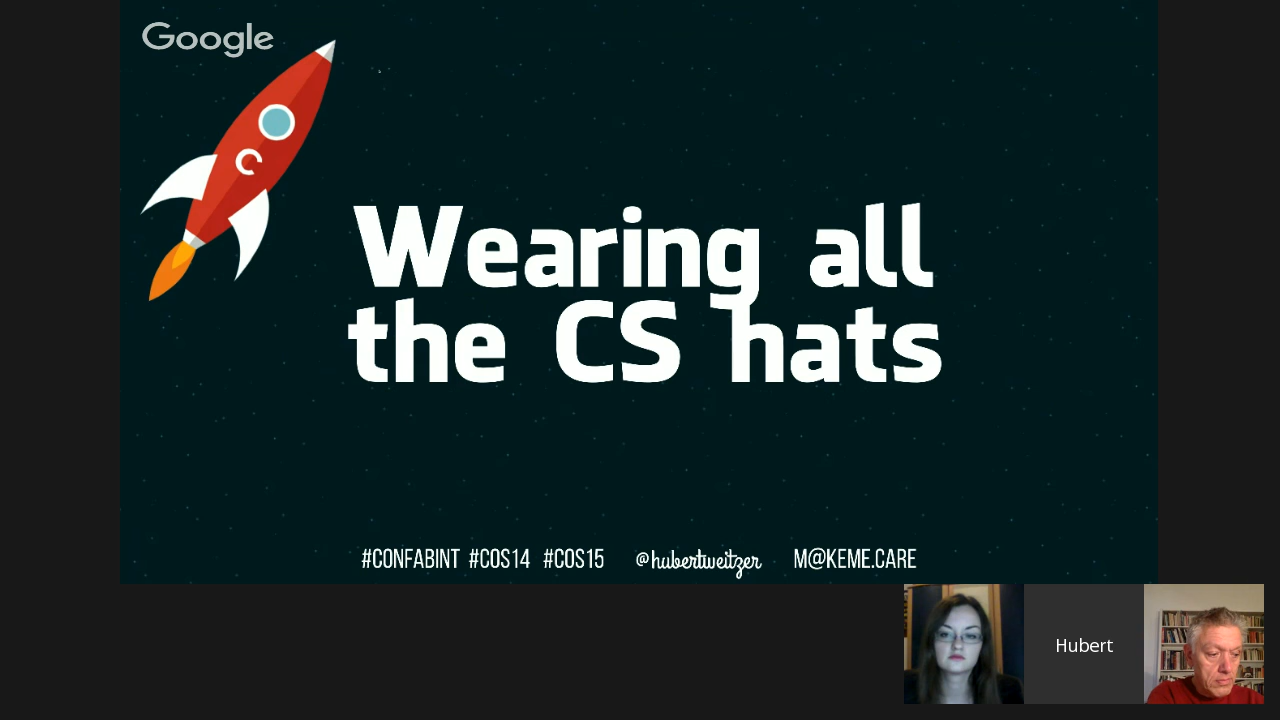 Google
C
Wearing all
the CS hats
#CONFABINT #COS14 #COS15 @hubertweitzer M@KEME.CARE
Hubert